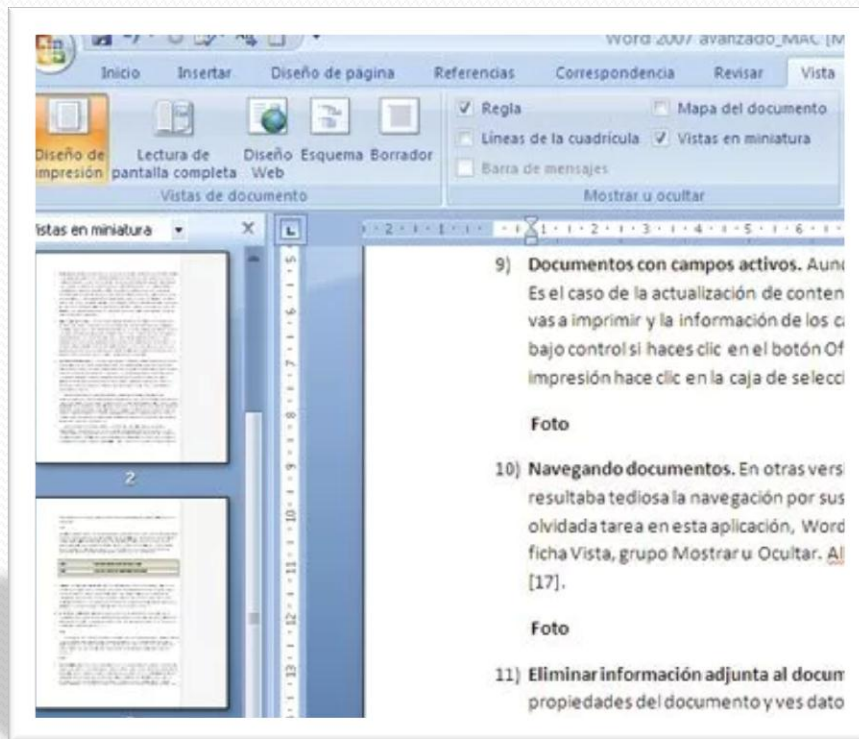 Word 2007 avanzado_MAC [M
Inicio Insertar Diseño de página Referencias Correspondencia Revisar Vista
Diseño de impresión
Lectura de pantalla completa
Diseño Web
Esquema
Borrador
Vistas de documento
Regla
Líneas de la cuadrícula
Barra de mensajes
Mapa del documento
Vistas en miniatura
Mostrar u ocultar
istas en miniatura
2
9) Documentos con campos activos. Aun
Es el caso de la actualización de conten
vas a imprimir y la información de los c
bajo control si haces clic en el botón Of
impresión hace clic en la caja de selecci
Foto
10) Navegando documentos. En otras vers
resultaba tediosa la navegación por sus
olvidada tarea en esta aplicación, Word
ficha Vista, grupo Mostrar u Ocultar. Al
[17].
Foto
11) Eliminar información adjunta al docum
propiedades del documento y ves dato